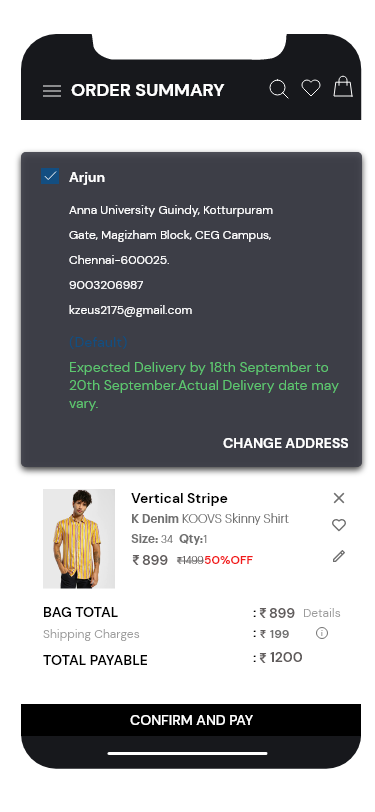 ORDER SUMMARY
Arjun
Anna University Guindy, Kotturpuram
Gate, Magizham Block, CEG Campus,
Chennai-600025.
9003206987
kzeus2175@gmail.com
Expected Delivery by 18th September to
20th September.Actual Delivery date may
vary.
CHANGE ADDRESS
Vertical Stripe
K Denim KOOVS Skinny Shirt
Size: 34 Qty:1
₹ 899 ₹1499 50%OFF
BAG TOTAL : ₹ 899 Details
Shipping Charges : ₹ 199
TOTAL PAYABLE : ₹ 1200
CONFIRM AND PAY